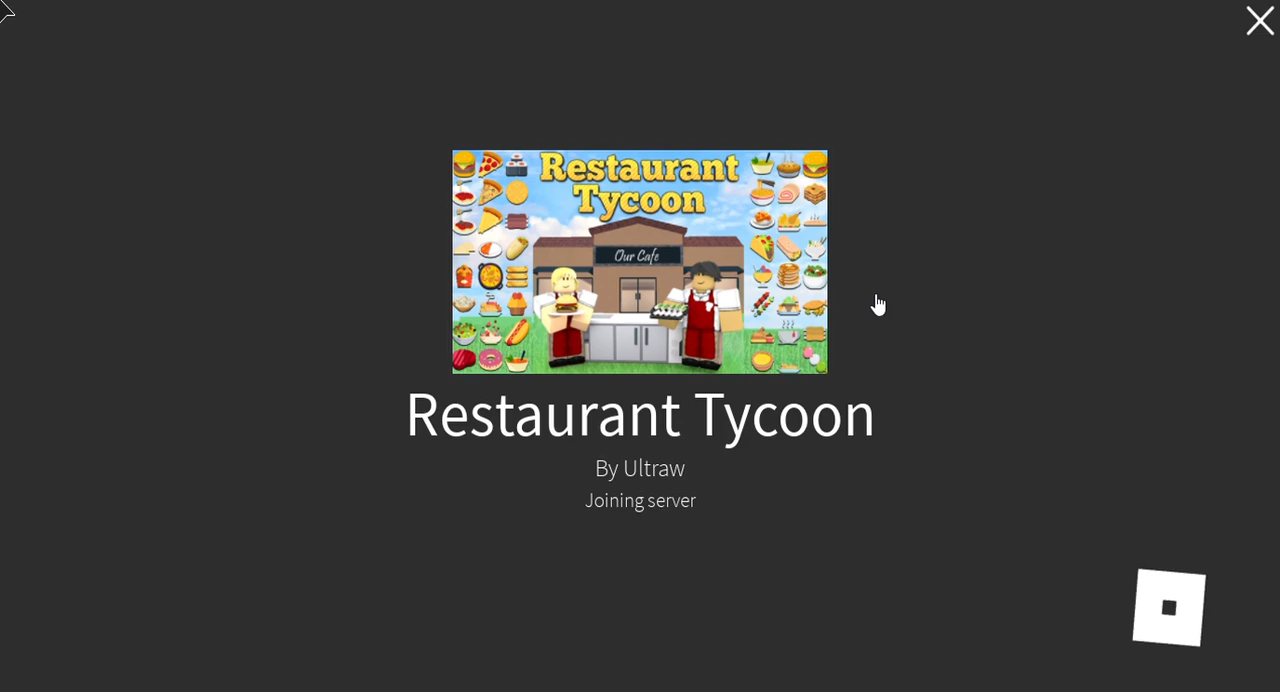 Restaurant
Tycoon
Our Cafe
Restaurant Tycoon
By Ultraw
Joining server